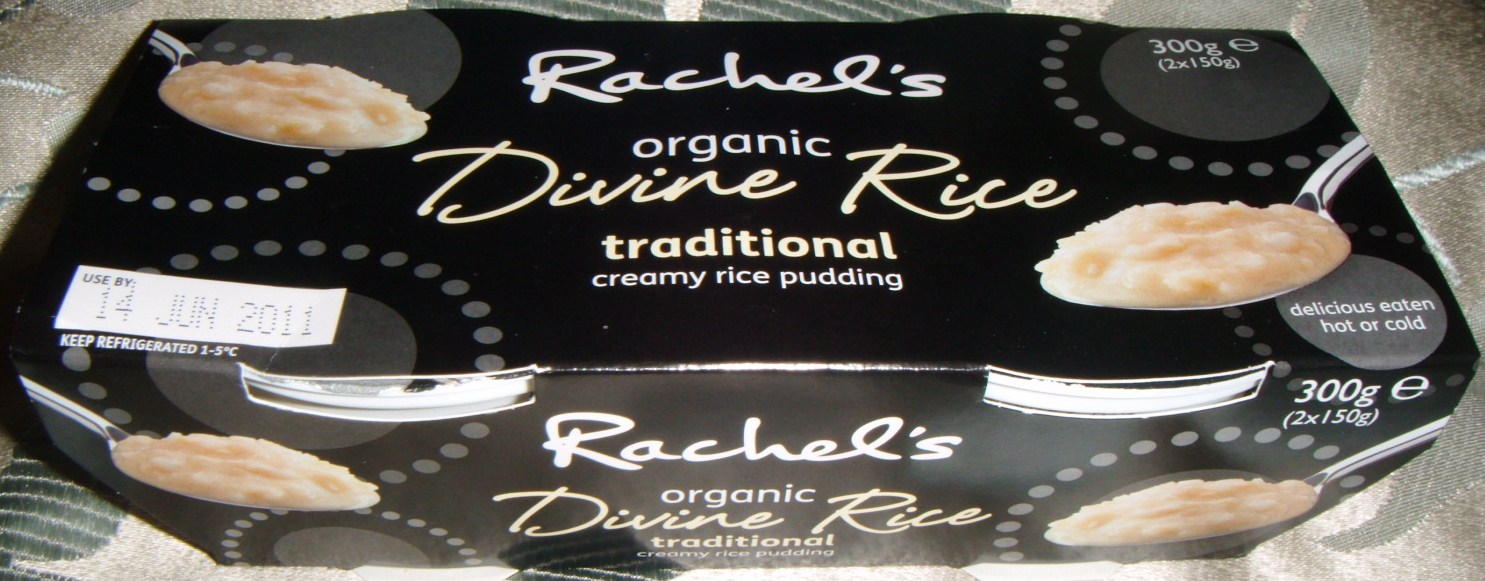 Rachel's
300g e
(2x150g)
organic
Divine Rice
traditional
creamy rice pudding
delicious eaten
hot or cold
USE BY:
14 JUN 2011
KEEP REFRIGERATED 1-5°C
300g e
(2x150g)
Rachel's
organic
Divine Rice
traditional
creamy rice pudding